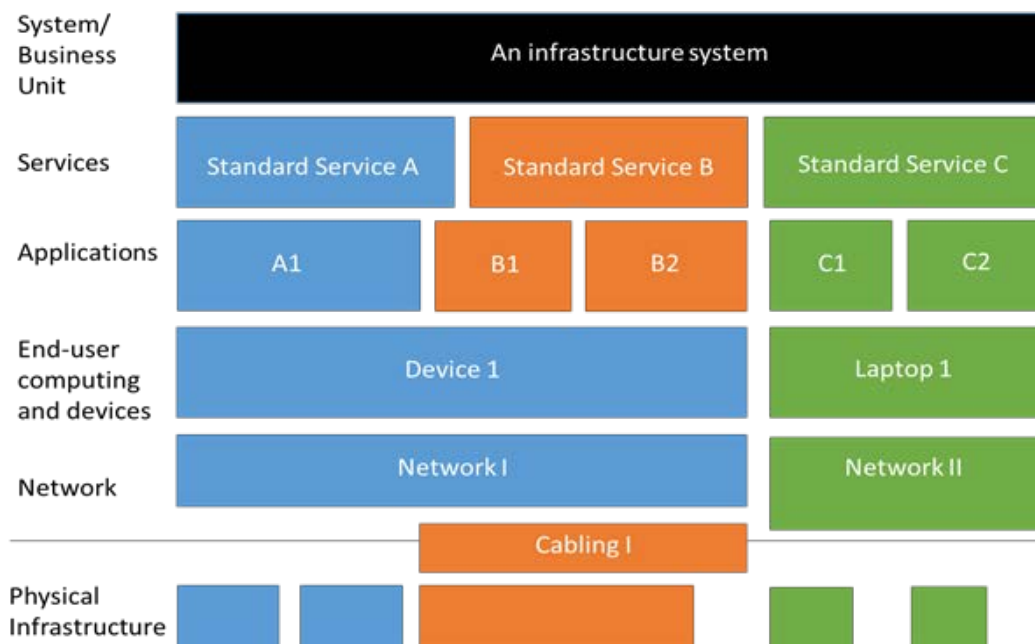 System/
Business
Unit
An infrastructure system
Services
Standard Service A
Standard Service B
Standard Service C
Applications
A1
B1
B2
C1
C2
End-user
computing
and devices
Device 1
Laptop 1
Network
Network I
Network II
Cabling I
Physical
Infrastructure